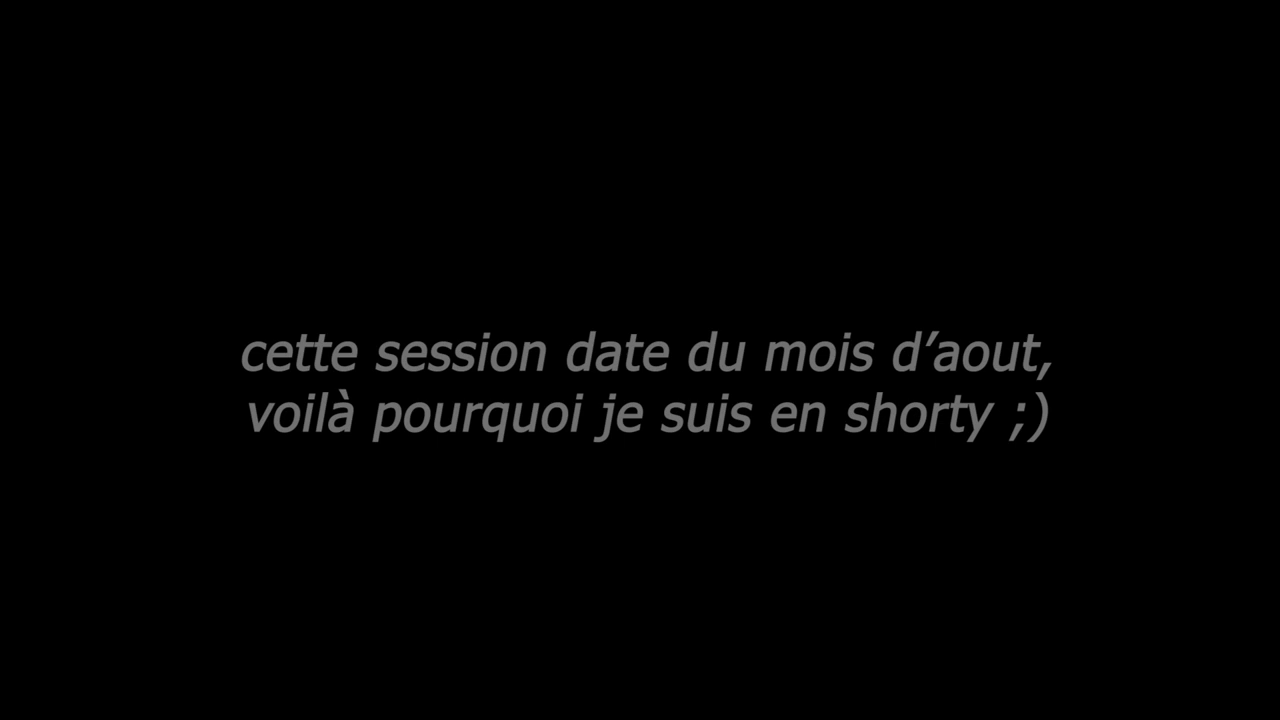 cette session date du mois d’aout,
voilà pourquoi je suis en shorty ;)